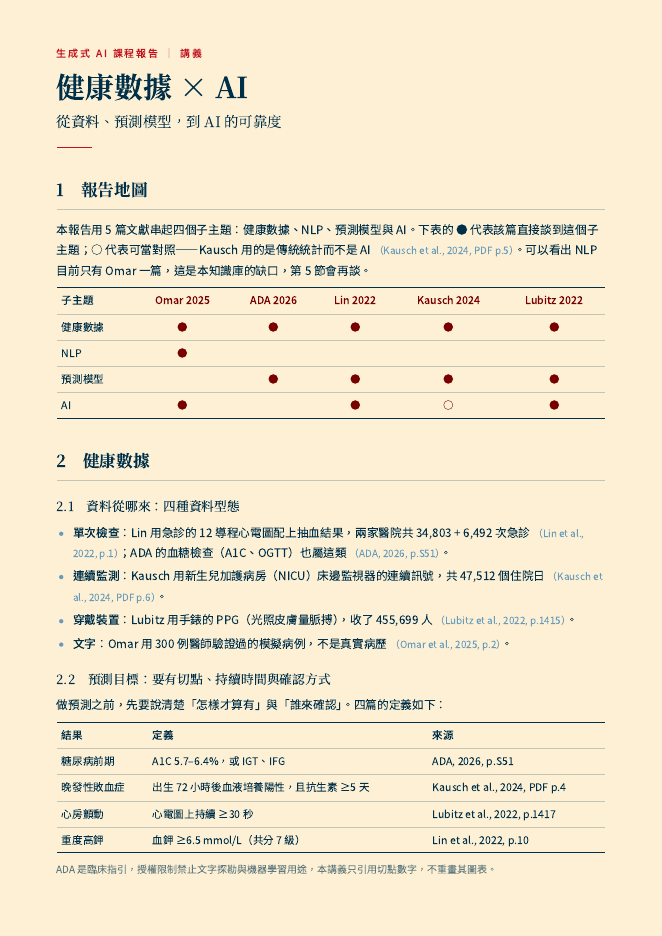 生成式 AI 課程報告 | 講義
健康數據 × AI
從資料、預測模型，到 AI 的可靠度
1 報告地圖
本報告用 5 篇文獻串起四個子主題：健康數據、NLP、預測模型與 AI。下表的 ● 代表該篇直接談到這個子
主題；○ 代表可當對照——Kausch 用的是傳統統計而不是 AI （Kausch et al., 2024, PDF p.5）。可以看出 NLP
目前只有 Omar 一篇，這是本知識庫的缺口，第 5 節會再談。
子主題 Omar 2025 ADA 2026 Lin 2022 Kausch 2024 Lubitz 2022
健康數據 ● ● ● ● ●
NLP ●
預測模型 ● ● ● ●
AI ● ● ○ ●
2 健康數據
2.1 資料從哪來：四種資料型態
• 單次檢查：Lin 用急診的 12 導程心電圖配上抽血結果，兩家醫院共 34,803 + 6,492 次急診 （Lin et al.,
2022, p.1）；ADA 的血糖檢查（A1C、OGTT）也屬這類 （ADA, 2026, p.S51）。
• 連續監測：Kausch 用新生兒加護病房（NICU）床邊監視器的連續訊號，共 47,512 個住院日 （Kausch et
al., 2024, PDF p.6）。
• 穿戴裝置：Lubitz 用手錶的 PPG（光照皮膚量脈搏），收了 455,699 人 （Lubitz et al., 2022, p.1415）。
• 文字：Omar 用 300 例醫師驗證過的模擬病例，不是真實病歷 （Omar et al., 2025, p.2）。
2.2 預測目標：要有切點、持續時間與確認方式
做預測之前，先要說清楚「怎樣才算有」與「誰來確認」。四篇的定義如下：
結果 定義 來源
糖尿病前期 A1C 5.7–6.4%，或 IGT、IFG ADA, 2026, p.S51
晚發性敗血症 出生 72 小時後血液培養陽性，且抗生素 ≥5 天 Kausch et al., 2024, PDF p.4
心房顫動 心電圖上持續 ≥30 秒 Lubitz et al., 2022, p.1417
重度高鉀 血鉀 ≥6.5 mmol/L（共分 7 級） Lin et al., 2022, p.10
ADA 是臨床指引，授權限制禁止文字探勘與機器學習用途，本講義只引用切點數字，不重畫其圖表。